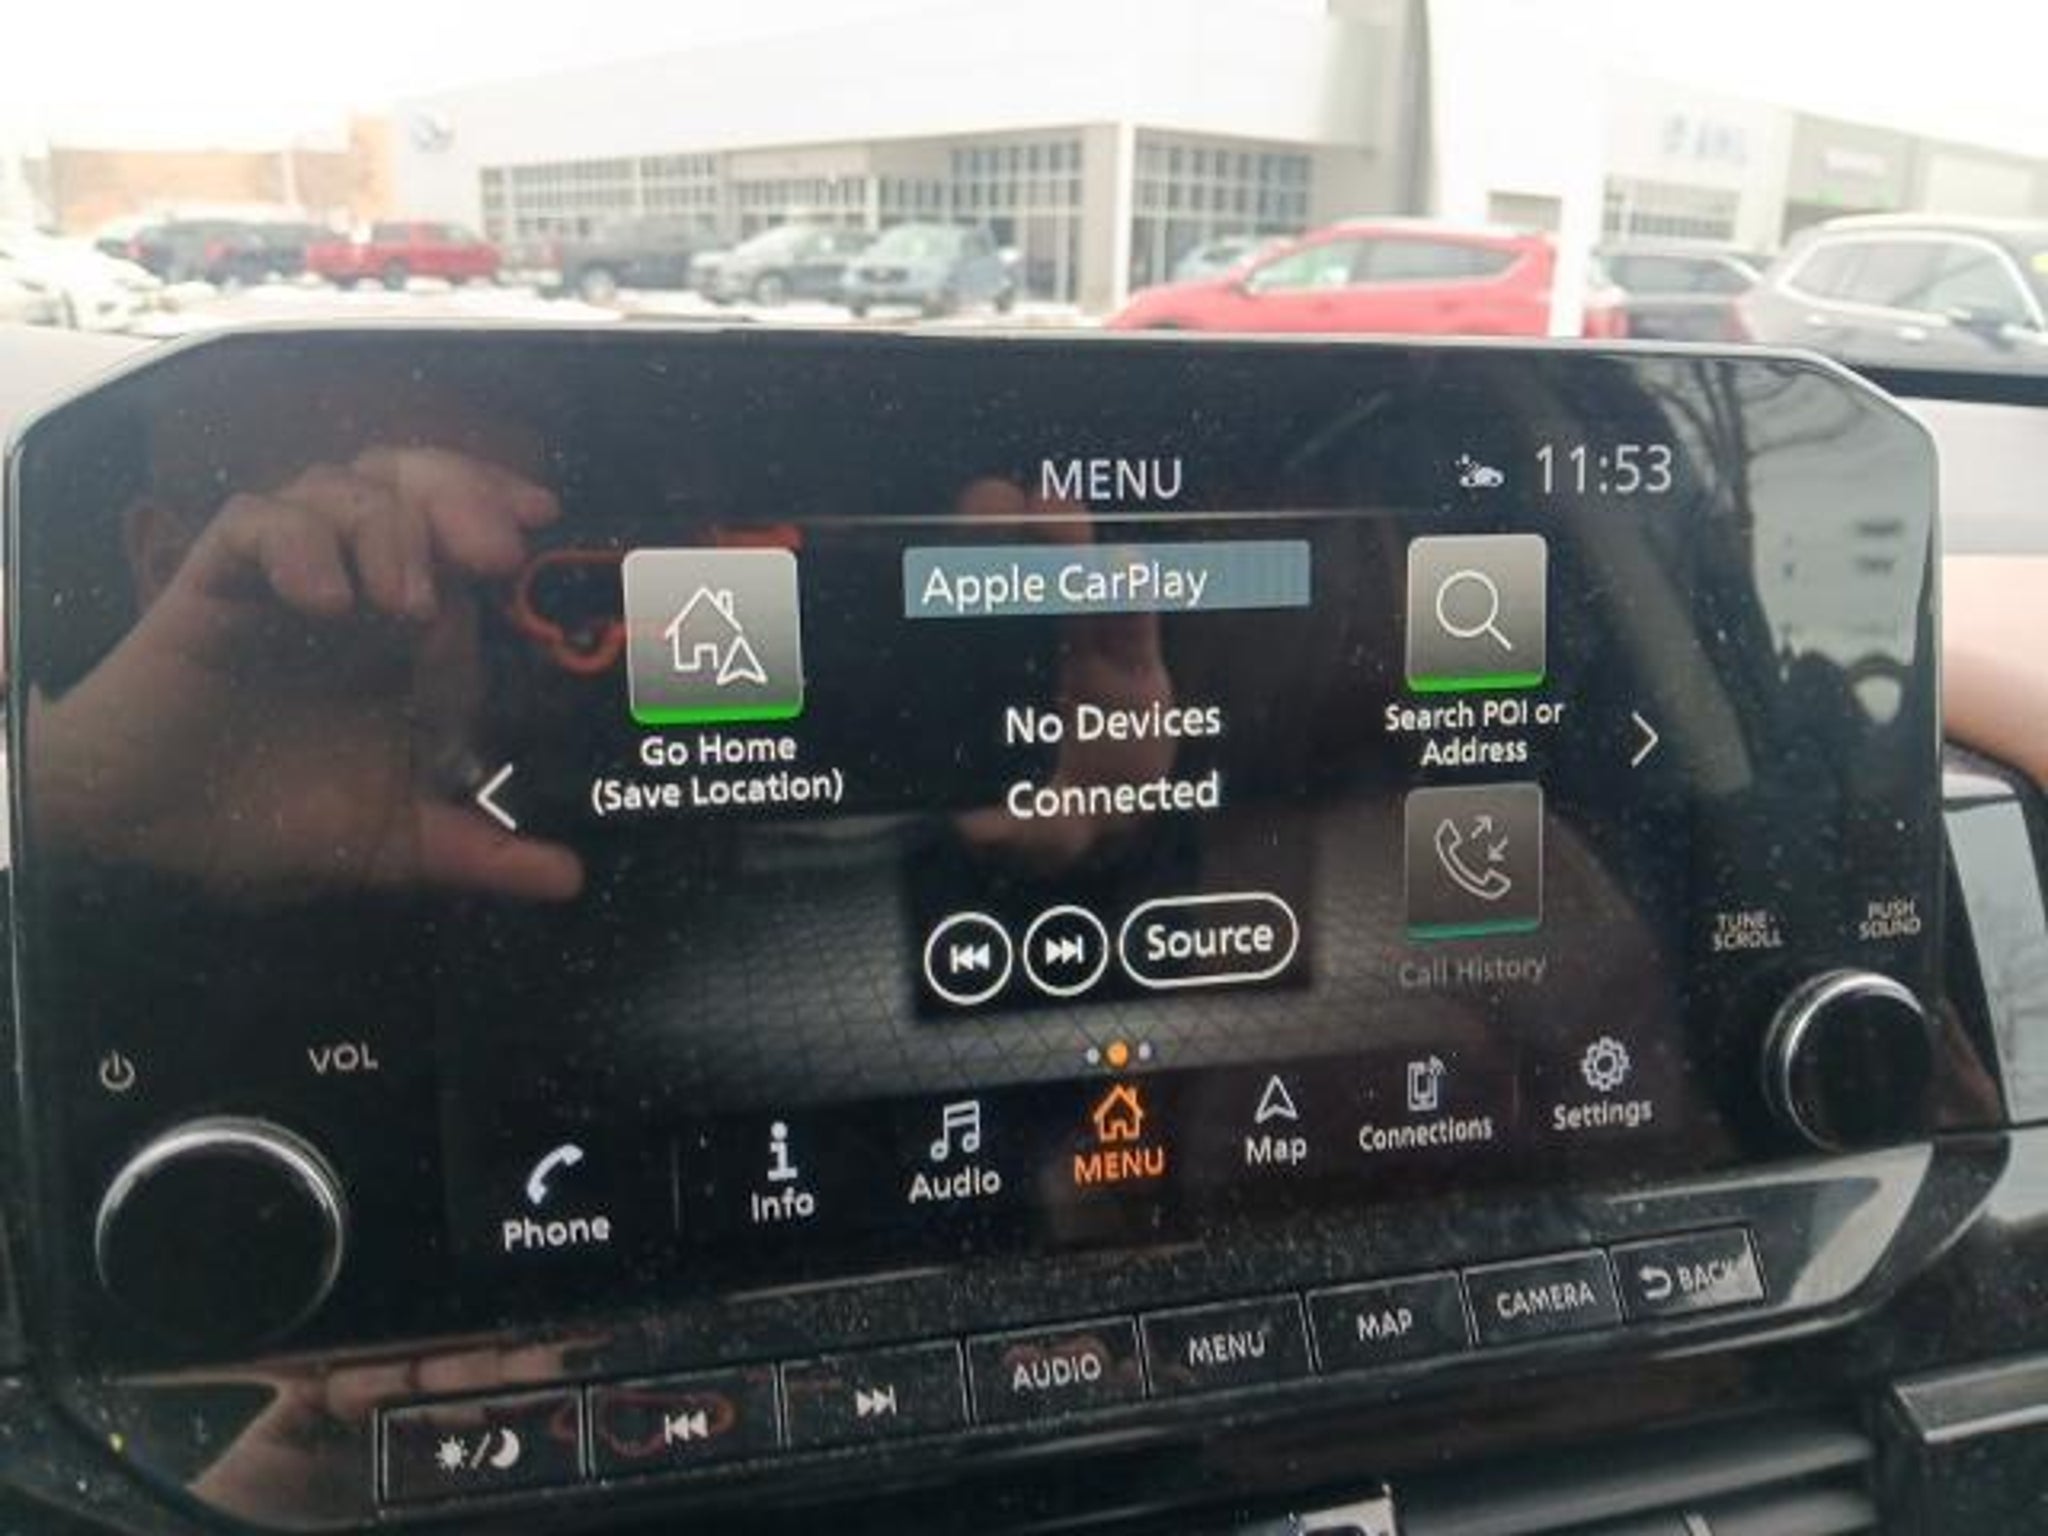 MENU
11:53
Apple CarPlay
Go Home
(Save Location)
No Devices
Connected
Search POI or
Address
Source
Call History
TUNE·
SCROLL
PUSH
SOUND
VOL
Phone
Info
Audio
MENU
Map
Connections
Settings
AUDIO
MENU
MAP
CAMERA
BACK